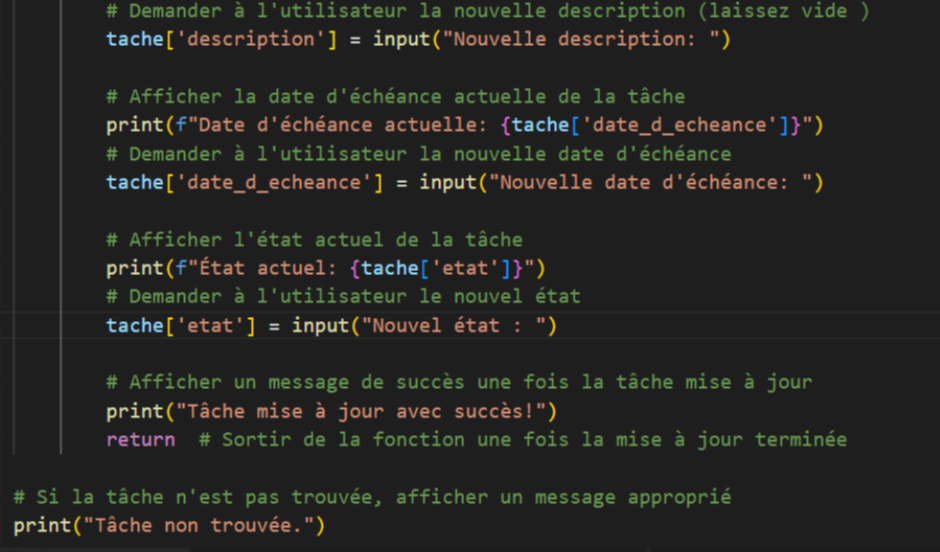 # Demander à l'utilisateur la nouvelle description (laissez vide )
tache['description'] = input("Nouvelle description: ")
# Afficher la date d'échéance actuelle de la tâche
print(f"Date d'échéance actuelle: {tache['date_d_echeance']}")
# Demander à l'utilisateur la nouvelle date d'échéance
tache['date_d_echeance'] = input("Nouvelle date d'échéance: ")
# Afficher l'état actuel de la tâche
print(f"État actuel: {tache['etat']}")
# Demander à l'utilisateur le nouvel état
tache['etat'] = input("Nouvel état : ")
# Afficher un message de succès une fois la tâche mise à jour
print("Tâche mise à jour avec succès!")
return  # Sortir de la fonction une fois la mise à jour terminée
# Si la tâche n'est pas trouvée, afficher un message approprié
print("Tâche non trouvée.")